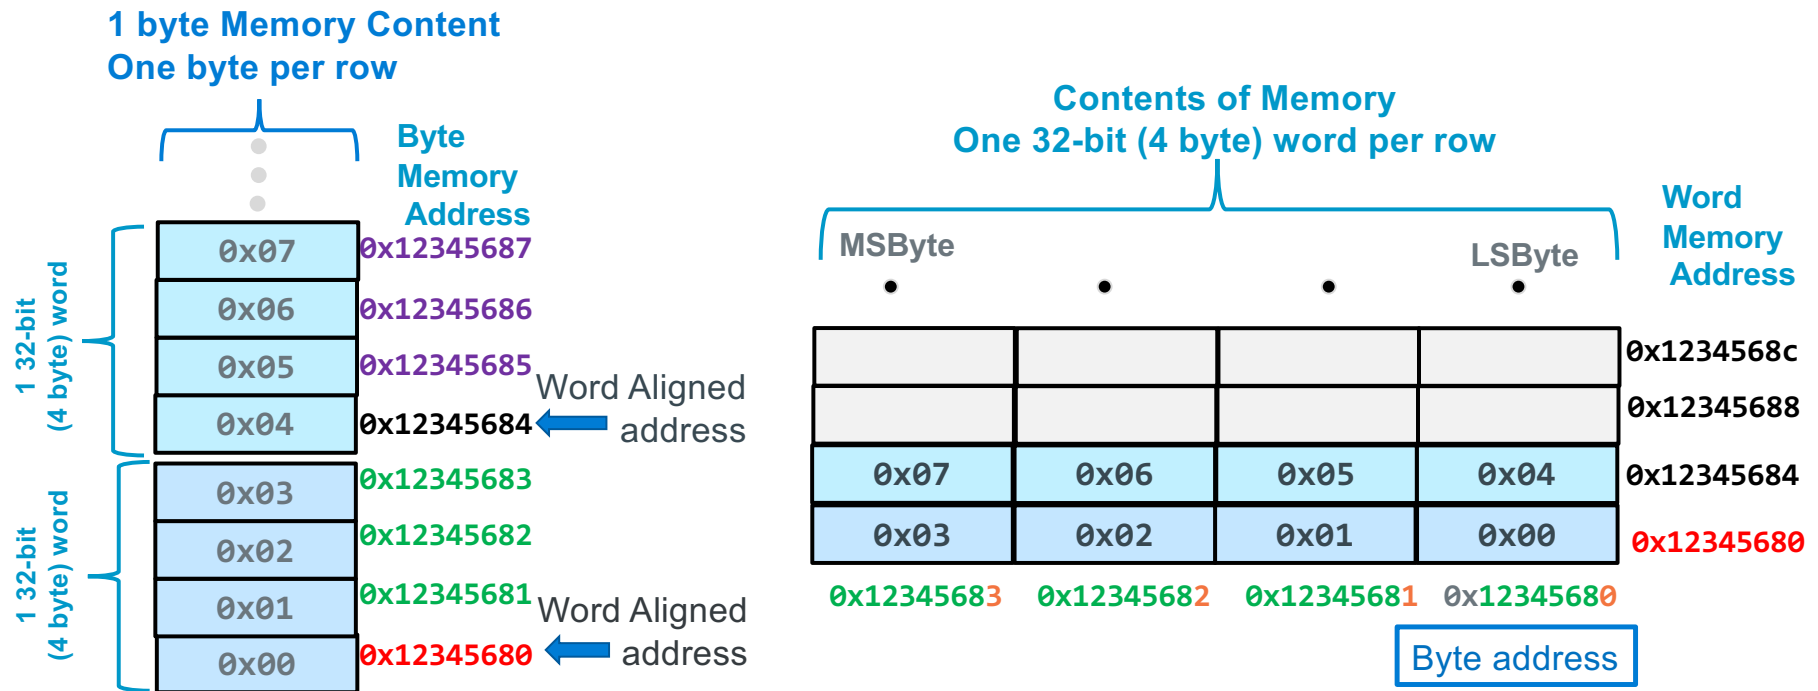 1 byte Memory Content
One byte per row
Byte
Memory
Address
0x07
0x12345687
0x06
0x12345686
0x05
0x12345685
0x04
0x12345684
Word Aligned
address
1 32-bit
(4 byte) word
0x03
0x12345683
0x02
0x12345682
0x01
0x12345681
0x00
0x12345680
Word Aligned
address
1 32-bit
(4 byte) word
Contents of Memory
One 32-bit (4 byte) word per row
Word
Memory
Address
MSByte
LSByte
0x1234568c
0x12345688
0x07 0x06 0x05 0x04 0x12345684
0x03 0x02 0x01 0x00 0x12345680
0x12345683 0x12345682 0x12345681 0x12345680
Byte address